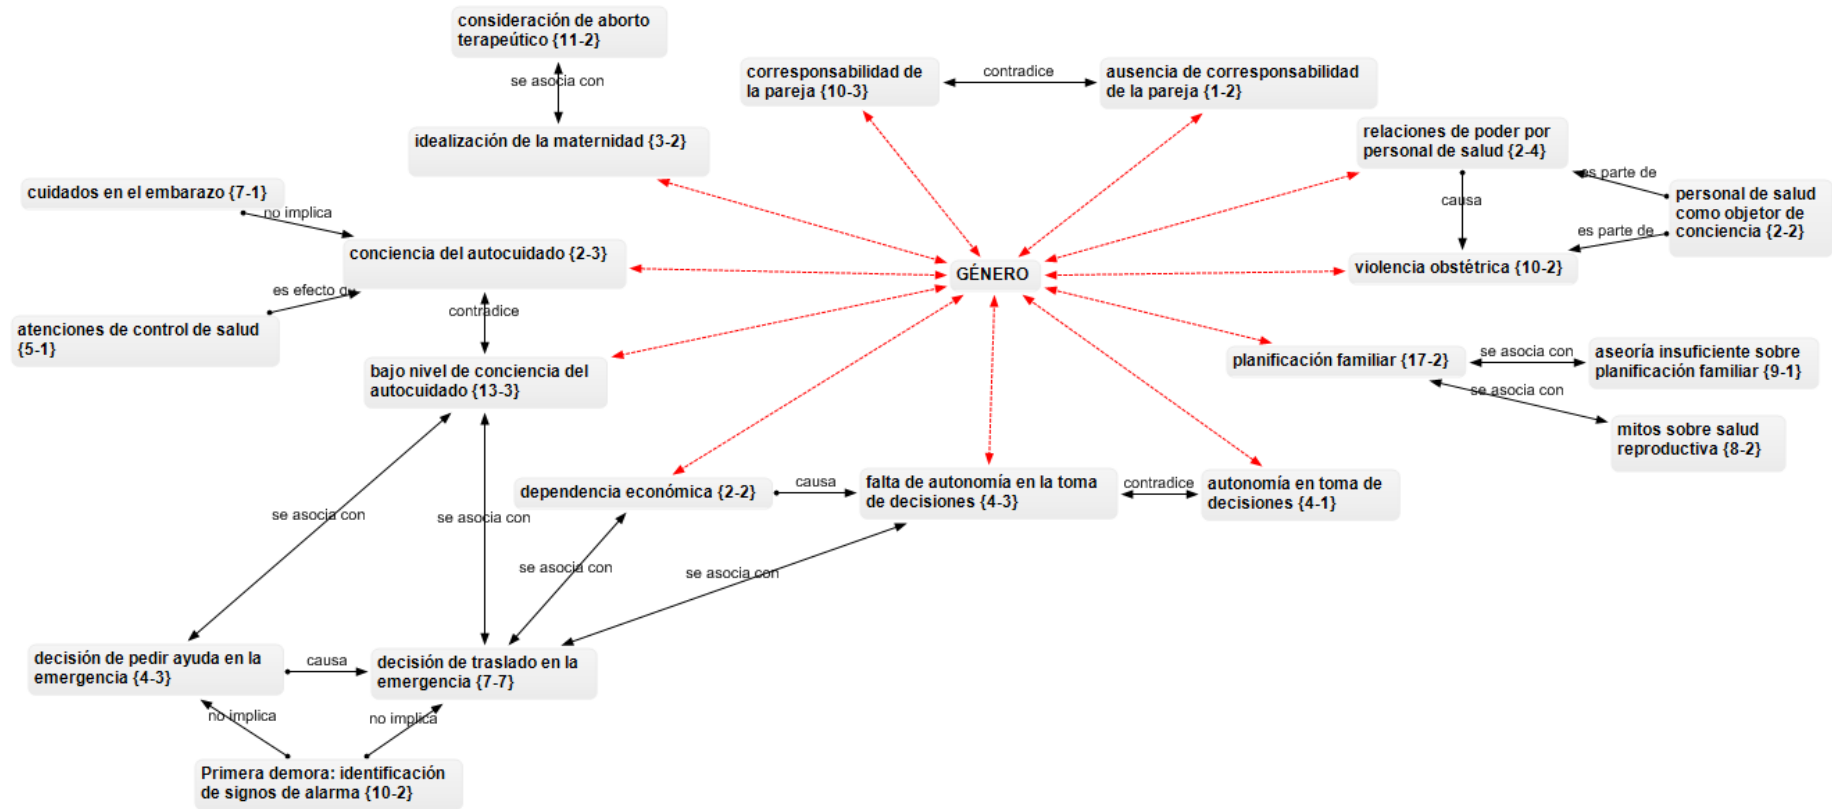 consideración de aborto
terapeútico {11-2}
se asocia con
corresponsabilidad de
la pareja {10-3}
contradice
ausencia de corresponsabilidad
de la pareja {1-2}
idealización de la maternidad {3-2}
relaciones de poder por
personal de salud {2-4}
es parte de
causa
personal de salud
como objetor de
conciencia {2-2}
es parte de
violencia obstétrica {10-2}
cuidados en el embarazo {7-1}
no implica
conciencia del autocuidado {2-3}
GÉNERO
es efecto de
atenciones de control de salud
{5-1}
contradice
bajo nivel de conciencia del
autocuidado {13-3}
planificación familiar {17-2}
se asocia con
aseoría insuficiente sobre
planificación familiar {9-1}
se asocia con
mitos sobre salud
reproductiva {8-2}
dependencia económica {2-2}
causa
falta de autonomía en la toma
de decisiones {4-3}
contradice
autonomía en toma de
decisiones {4-1}
se asocia con
se asocia con
se asocia con
se asocia con
decisión de pedir ayuda en la
emergencia {4-3}
causa
decisión de traslado en la
emergencia {7-7}
no implica
no implica
Primera demora: identificación
de signos de alarma {10-2}